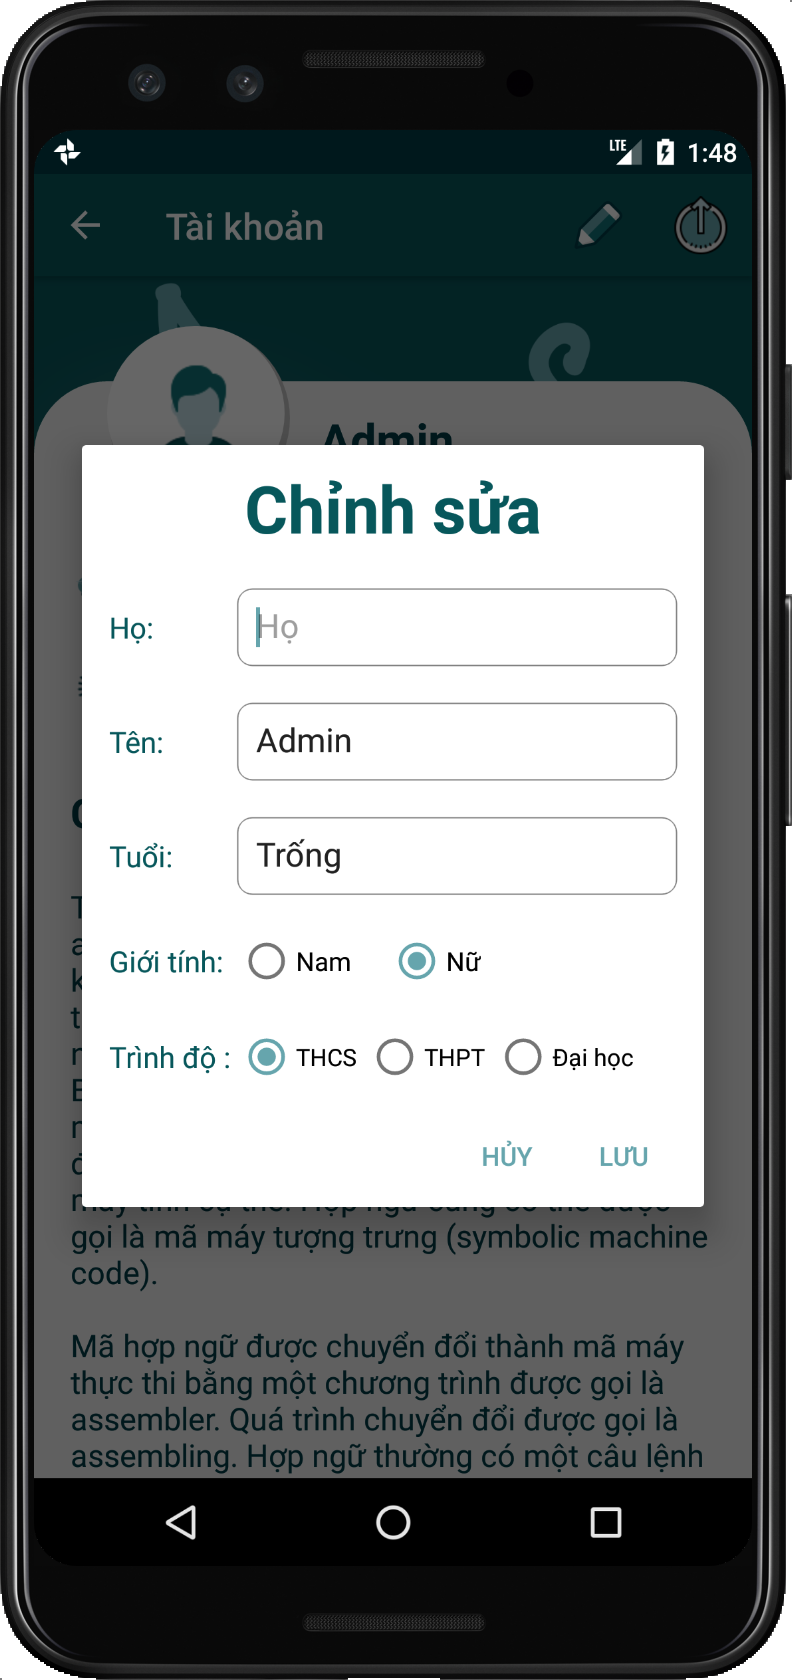 LTE 1:48
Tài khoản
Admin
Chỉnh sửa
Họ:
Họ
Tên:
Admin
Tuổi:
Trống
Giới tính:
Nam
Nữ
Trình độ :
THCS
THPT
Đại học
HỦY
LƯU
gọi là mã máy tượng trưng (symbolic machine
code).
Mã hợp ngữ được chuyển đổi thành mã máy
thực thi bằng một chương trình được gọi là
assembler. Quá trình chuyển đổi được gọi là
assembling. Hợp ngữ thường có một câu lệnh